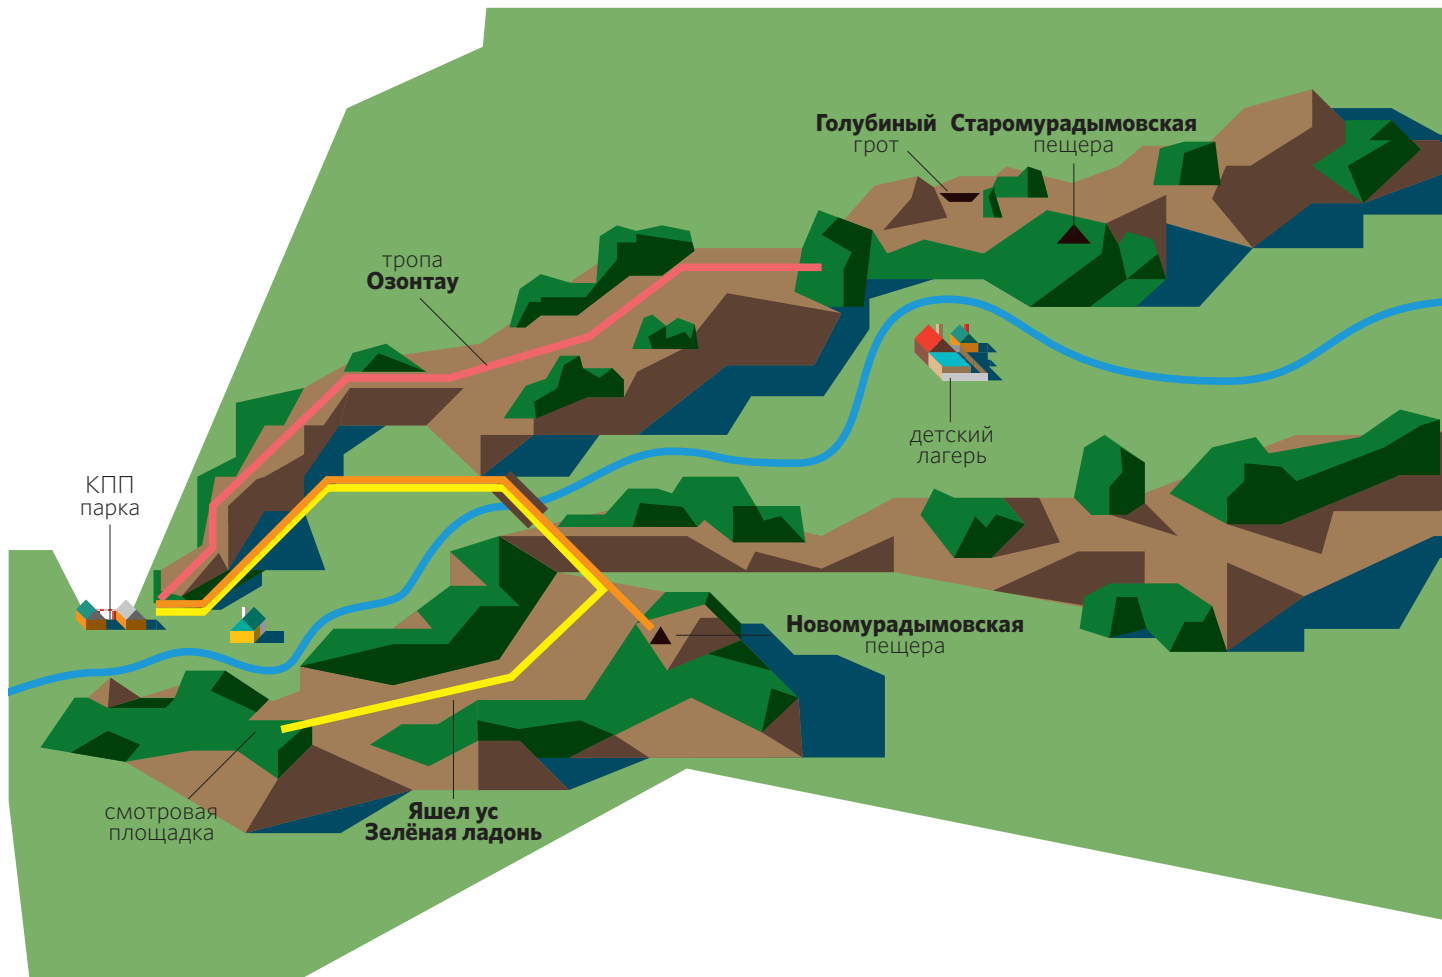 Голубиный
грот
Старомурадымовская
пещера
тропа
Озонтау
детский
лагерь
КПП
парка
Новомурадымовская
пещера
смотровая
площадка
Яшел ус
Зелёная ладонь